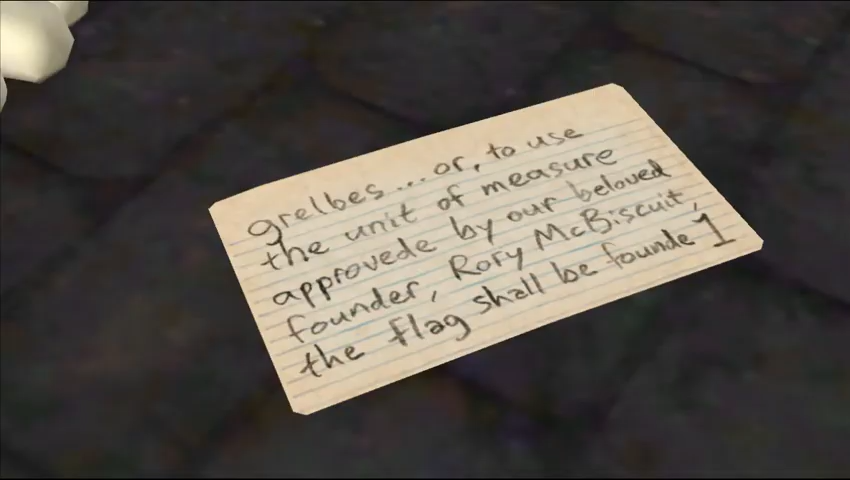 grelbes...or, to use
the unit of measure
approvede by our beloved
founder, Rory McBiscuit,
the flag shall be founde 1